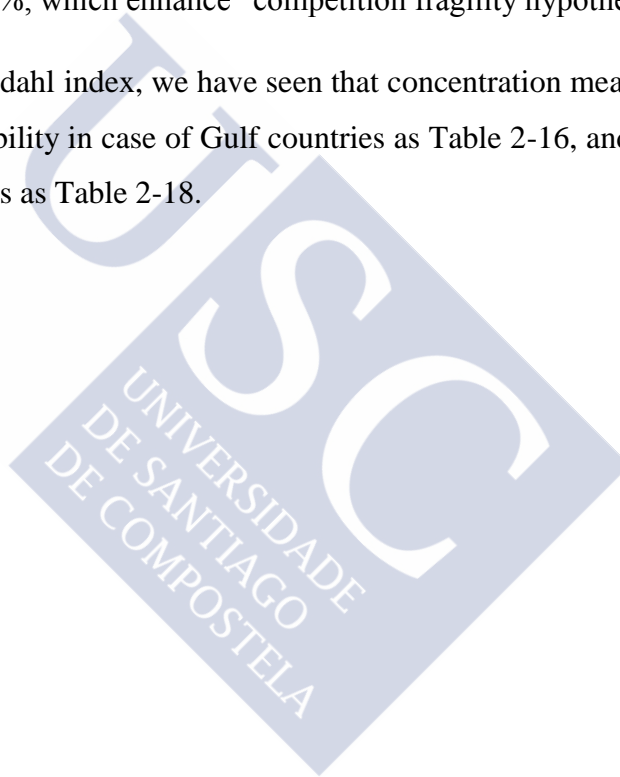 %, which enhance "competition fragility hypothe
dahl index, we have seen that concentration mea
bility in case of Gulf countries as Table 2-16, and
s as Table 2-18.
USC
UNIVERSIDADE
DE SANTIAGO
DE COMPOSTELA